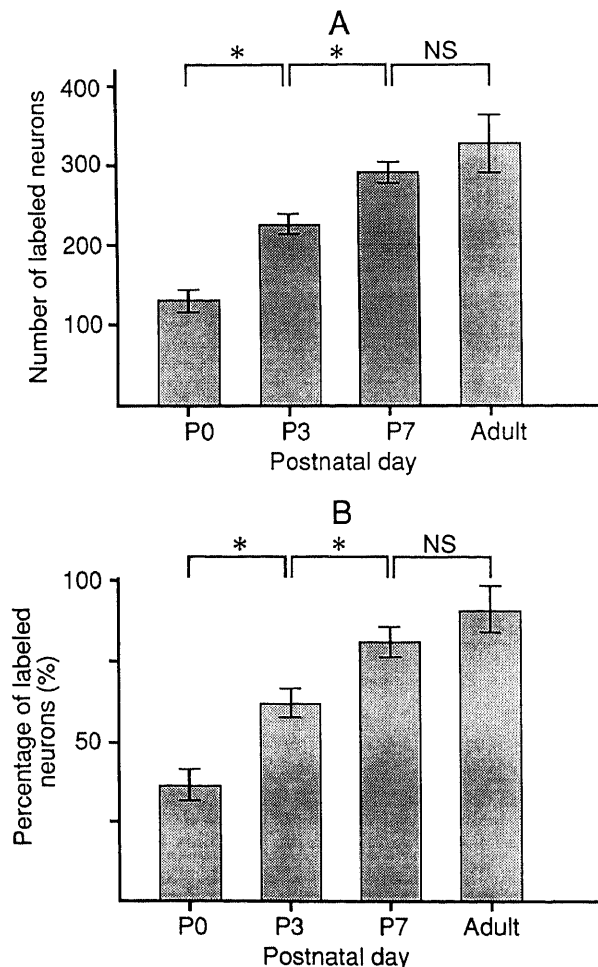 A
* * NS
400
300
200
100
Number of labeled neurons
P0 P3 P7 Adult
Postnatal day
B
* * NS
100
50
Percentage of labeled
neurons (%)
P0 P3 P7 Adult
Postnatal day